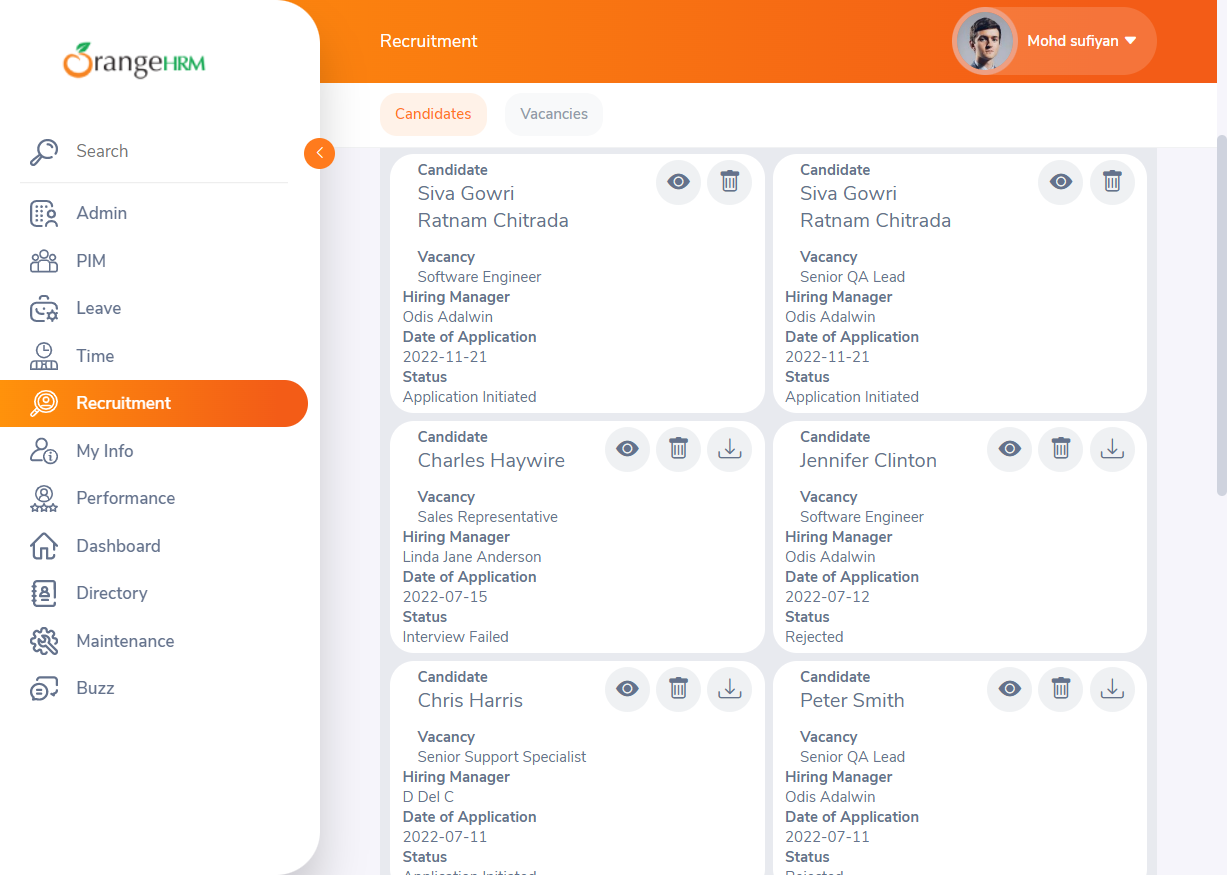 OrangeHRM
Search
Admin
PIM
Leave
Time
Recruitment
My Info
Performance
Dashboard
Directory
Maintenance
Buzz
Recruitment
Mohd sufiyan
Candidates
Vacancies
Candidate
Siva Gowri
Ratnam Chitrada
Vacancy
Software Engineer
Hiring Manager
Odis Adalwin
Date of Application
2022-11-21
Status
Application Initiated
Candidate
Siva Gowri
Ratnam Chitrada
Vacancy
Senior QA Lead
Hiring Manager
Odis Adalwin
Date of Application
2022-11-21
Status
Application Initiated
Candidate
Charles Haywire
Vacancy
Sales Representative
Hiring Manager
Linda Jane Anderson
Date of Application
2022-07-15
Status
Interview Failed
Candidate
Jennifer Clinton
Vacancy
Software Engineer
Hiring Manager
Odis Adalwin
Date of Application
2022-07-12
Status
Rejected
Candidate
Chris Harris
Vacancy
Senior Support Specialist
Hiring Manager
D Del C
Date of Application
2022-07-11
Status
Application Initiated
Candidate
Peter Smith
Vacancy
Senior QA Lead
Hiring Manager
Odis Adalwin
Date of Application
2022-07-11
Status
Rejected